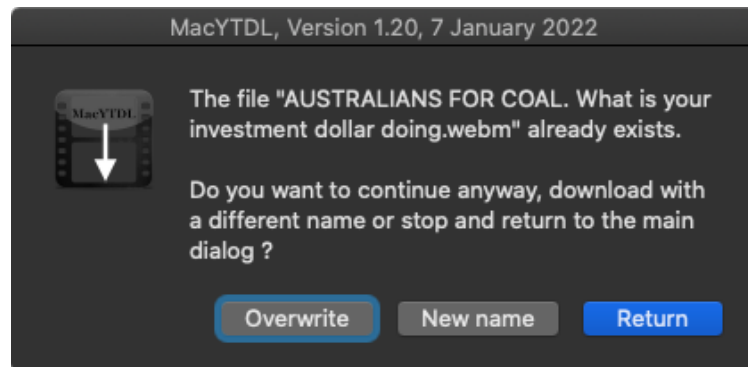 MacYTDL, Version 1.20, 7 January 2022
MacYTDL
The file "AUSTRALIANS FOR COAL. What is your
investment dollar doing.webm" already exists.
Do you want to continue anyway, download with
a different name or stop and return to the main
dialog ?
Overwrite New name Return